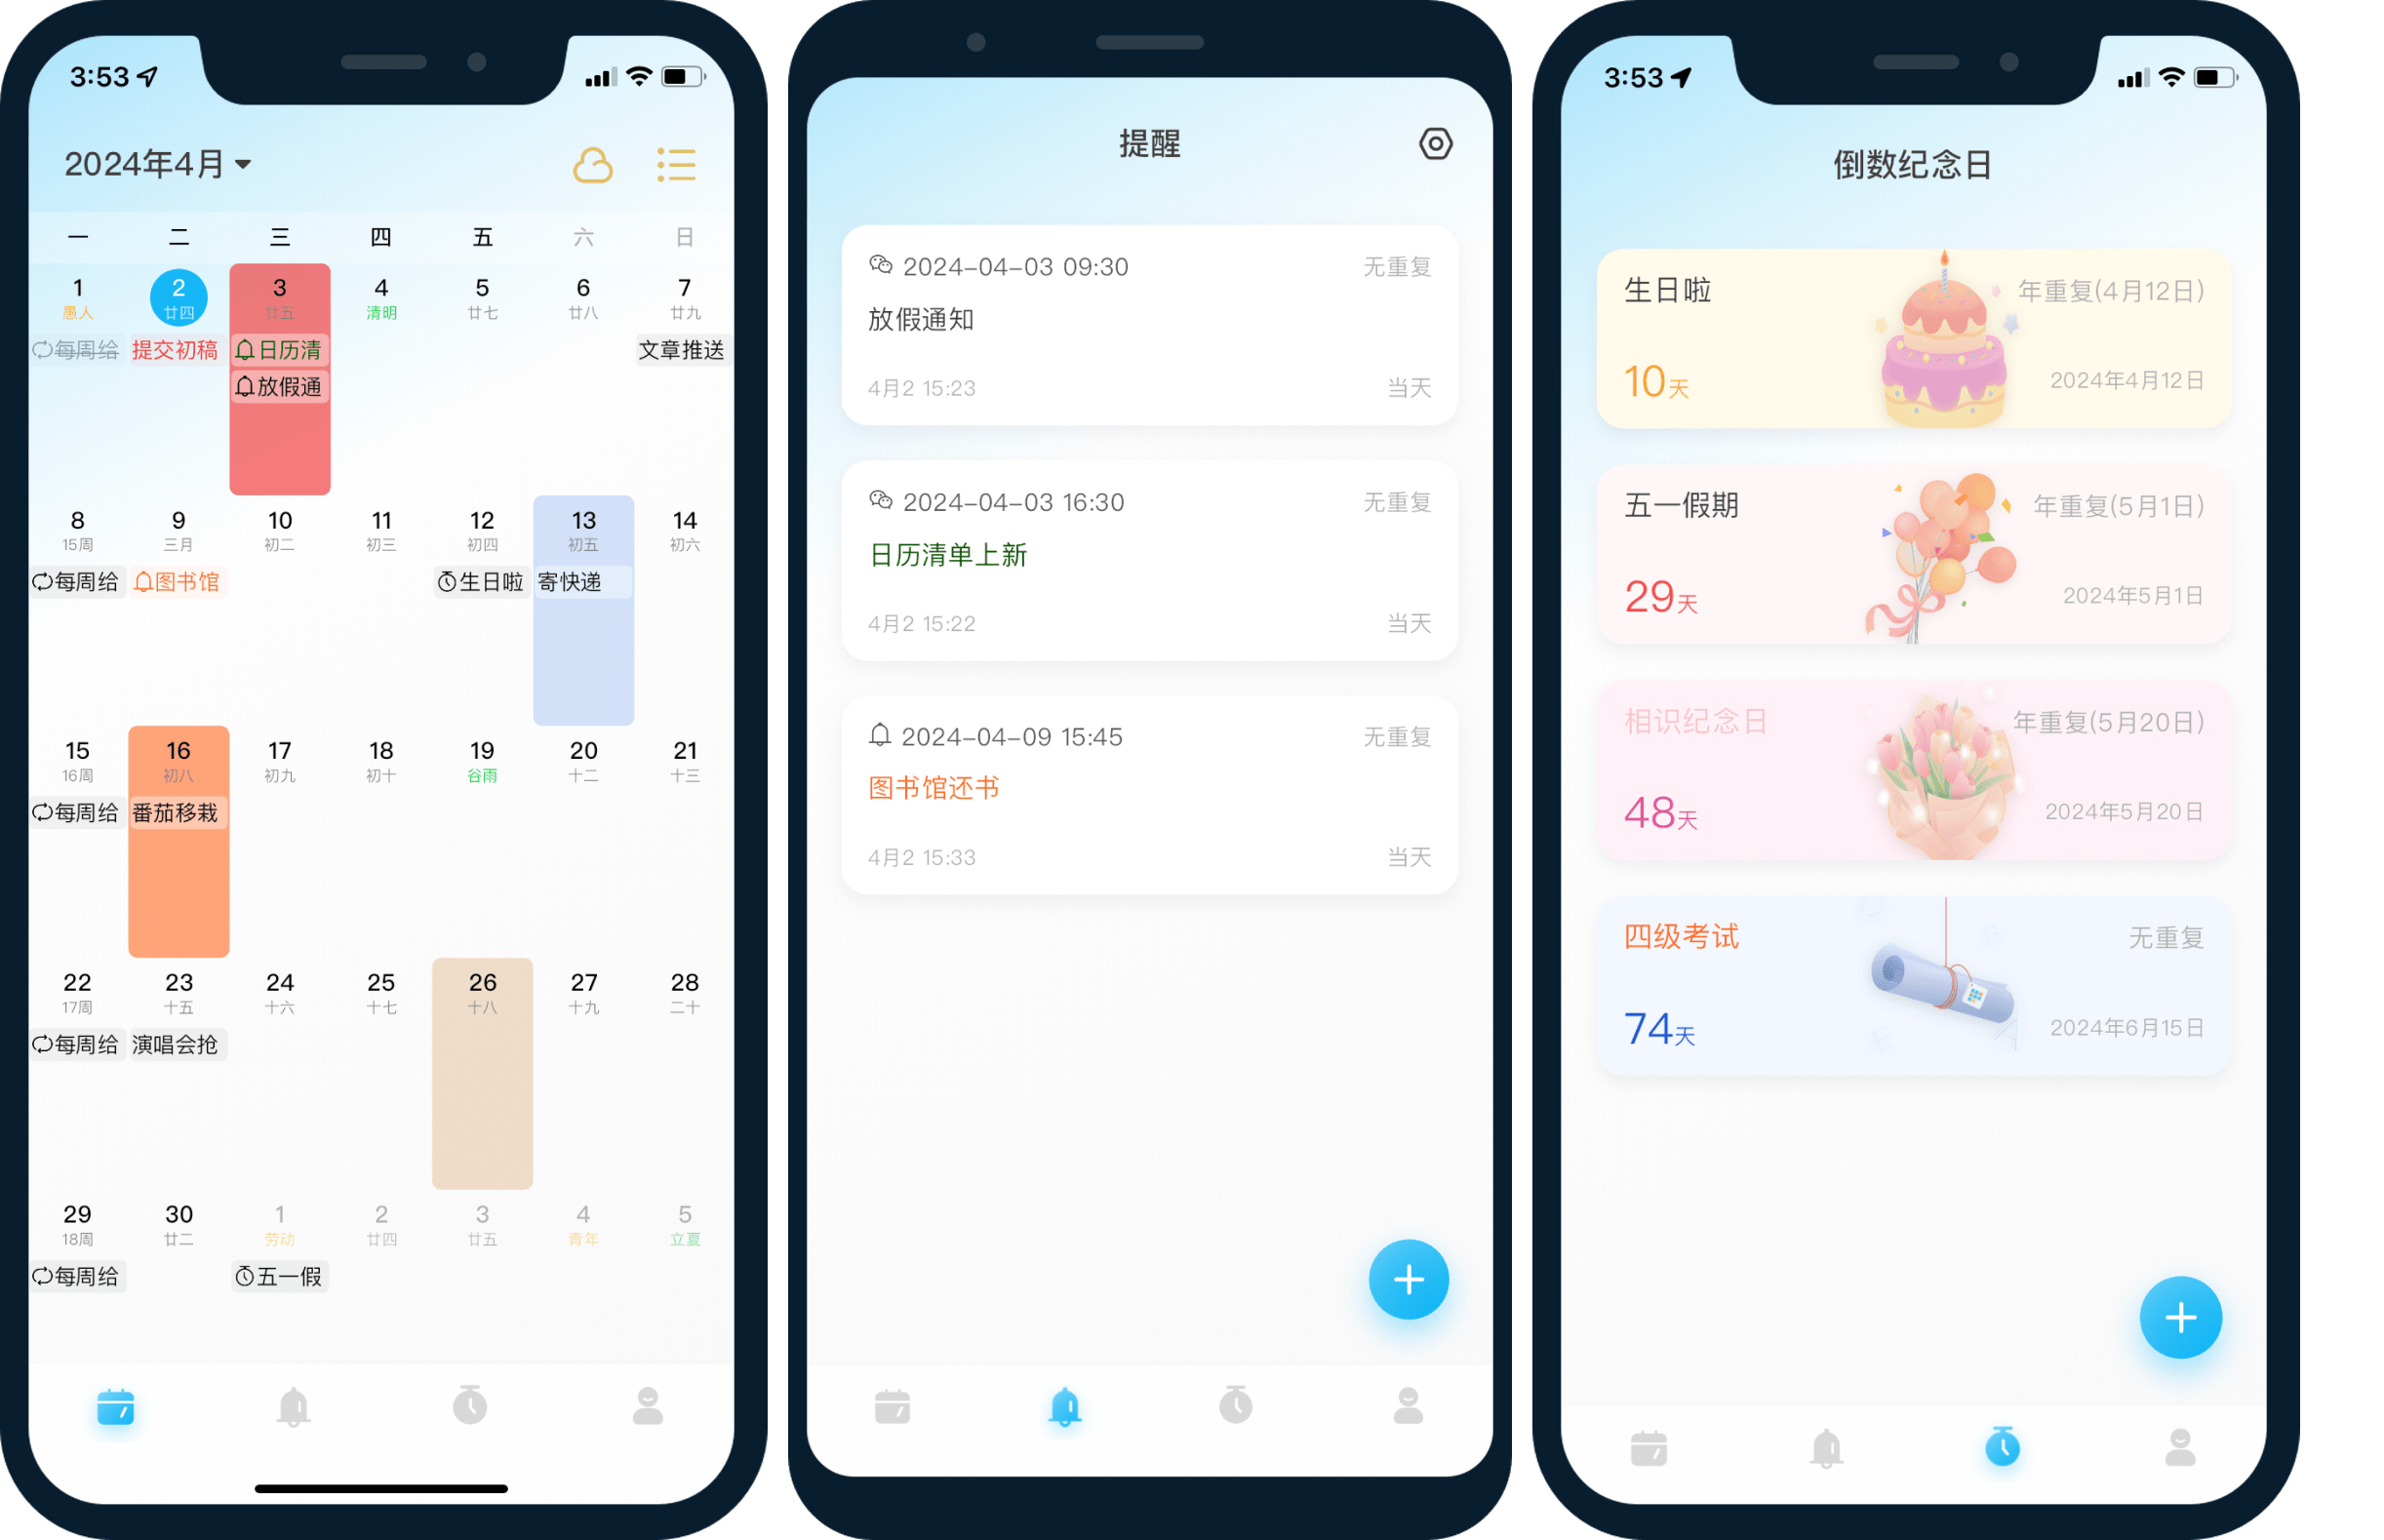 3:53
2024年4月
一 二 三 四 五 六 日
1 2 3 4 5 6 7
愚人 廿四 廿五 清明 廿七 廿八 廿九
每周给 提交初稿 日历清 文章推送
放假通
8 9 10 11 12 13 14
15周 三月 初二 初三 初四 初五 初六
每周给 图书馆 生日啦 寄快递
15 16 17 18 19 20 21
16周 初八 初九 初十 谷雨 十二 十三
每周给 番茄移栽
22 23 24 25 26 27 28
17周 十五 十六 十七 十八 十九 二十
每周给 演唱会抢
29 30 1 2 3 4 5
18周 廿二 劳动 廿四 廿五 青年 立夏
每周给 五一假
提醒
2024-04-03 09:30 无重复
放假通知
4月2 15:23 当天
2024-04-03 16:30 无重复
日历清单上新
4月2 15:22 当天
2024-04-09 15:45 无重复
图书馆还书
4月2 15:33 当天
3:53
倒数纪念日
生日啦 年重复(4月12日)
10天 2024年4月12日
五一假期 年重复(5月1日)
29天 2024年5月1日
相识纪念日 年重复(5月20日)
48天 2024年5月20日
四级考试 无重复
74天 2024年6月15日